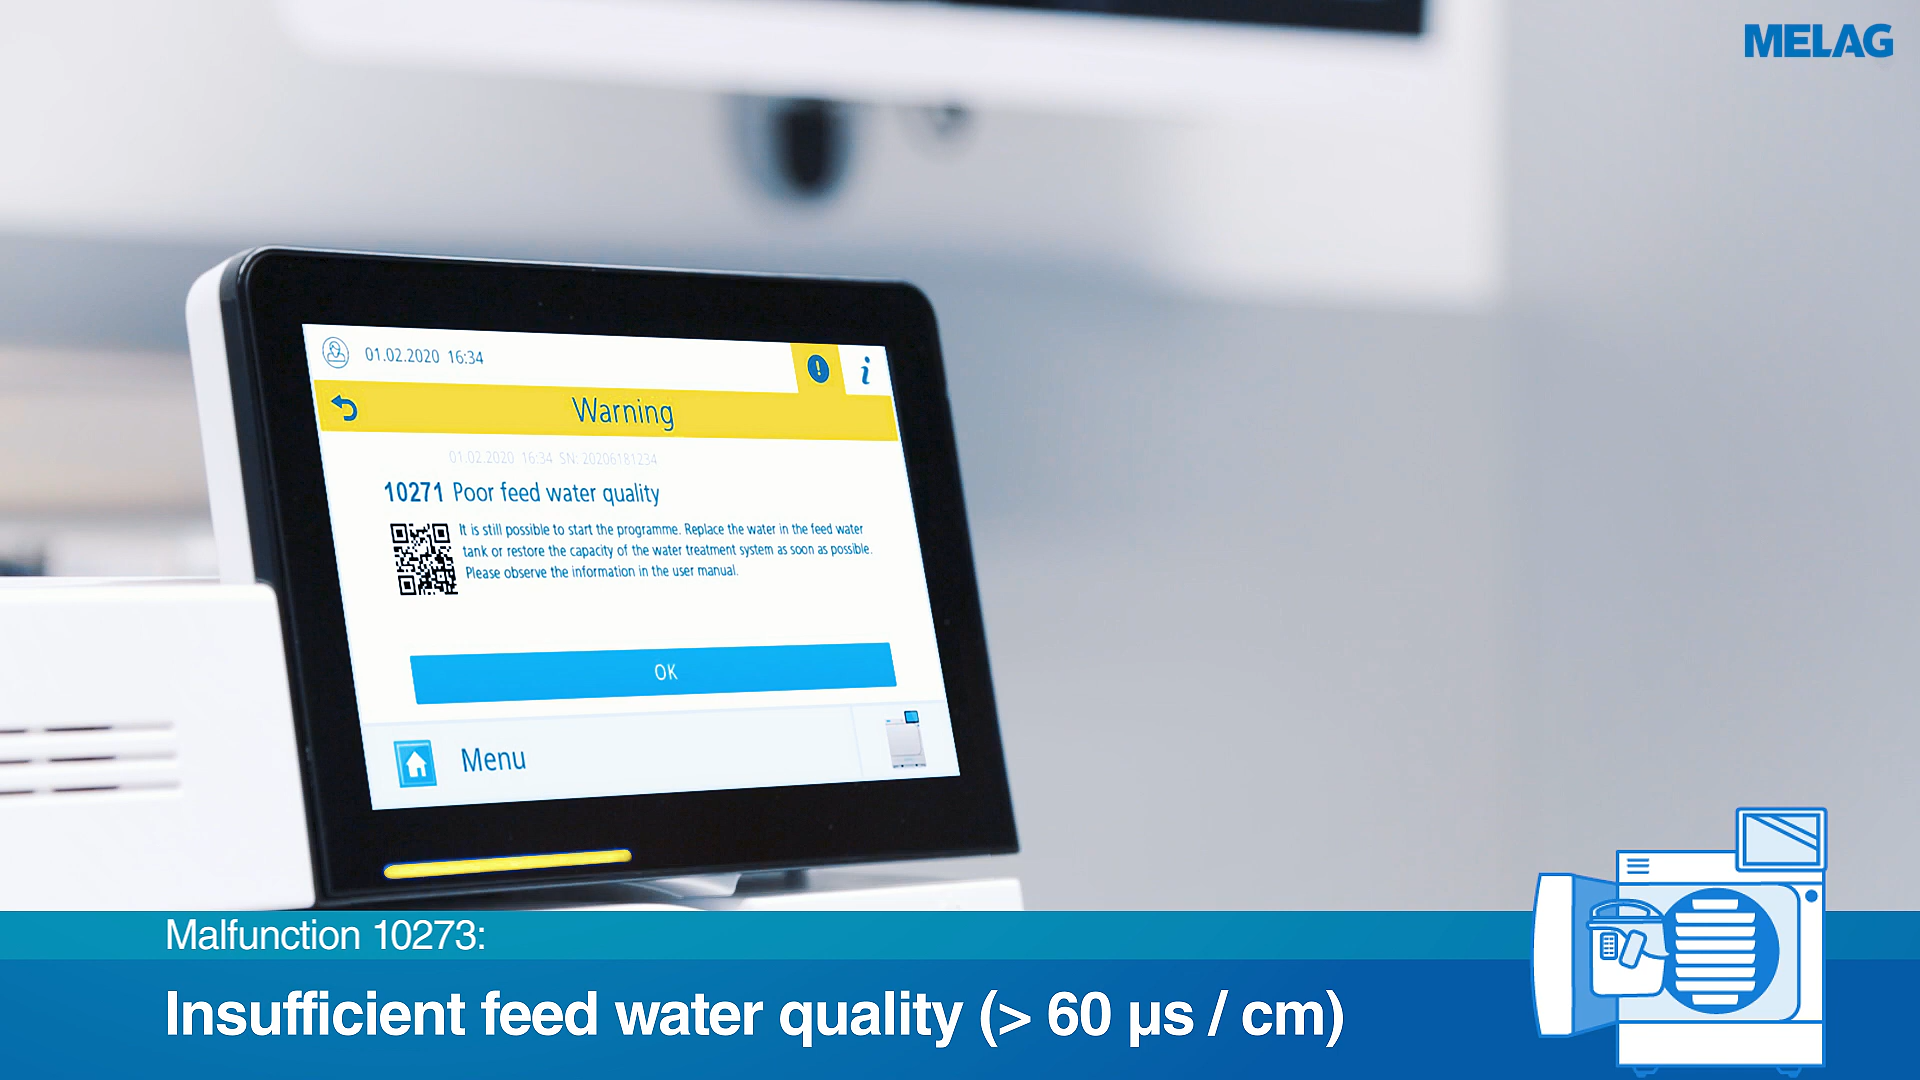 MELAG
01.02.2020 16:34
Warning
01.02.2020 16:34 SN: 20206181234
10271 Poor feed water quality
It is still possible to start the programme. Replace the water in the feed water
tank or restore the capacity of the water treatment system as soon as possible.
Please observe the information in the user manual.
OK
Menu
Malfunction 10273:
Insufficient feed water quality (> 60 µs / cm)